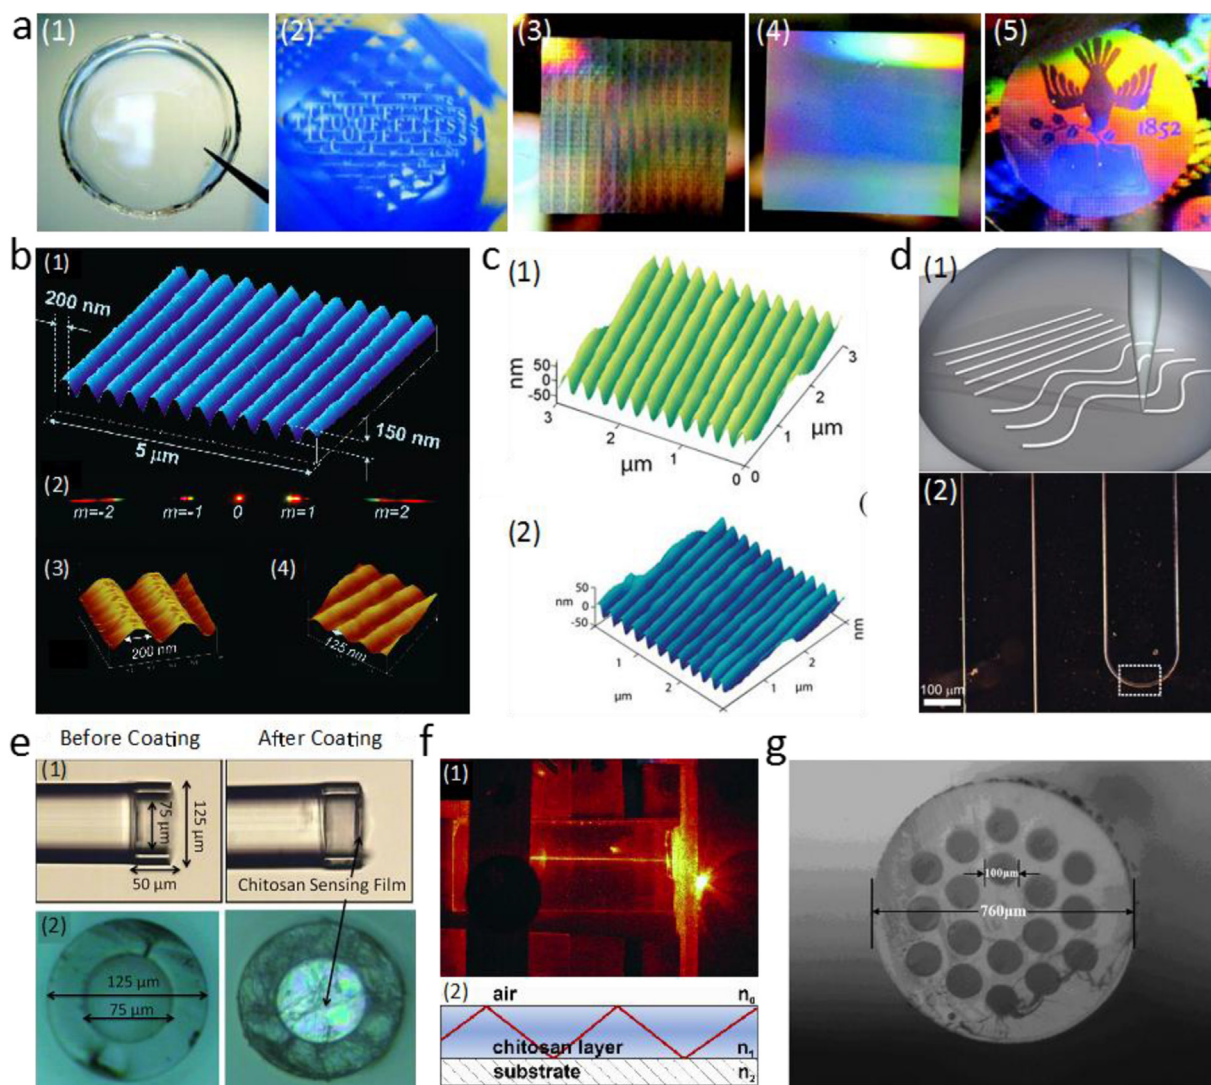 a
(1)
(2)
(3)
(4)
(5)
TUFTS
1852
b
(1)
200 nm
5 μm
150 nm
(2)
m=-2
m=-1
0
m=1
m=2
(3)
200 nm
(4)
125 nm
c
(1)
nm
50
0
-50
3
2
1
0
μm
0
1
2
3
μm
(
(2)
nm
50
0
-50
1
2
μm
1
2
μm
nm
d
(1)
(2)
100 μm
e
Before Coating
After Coating
(1)
75 μm
125 μm
50 μm
Chitosan Sensing Film
(2)
125 μm
75 μm
f
(1)
(2)
air
n₀
chitosan layer
n₁
substrate
n₂
g
100μm
760μm